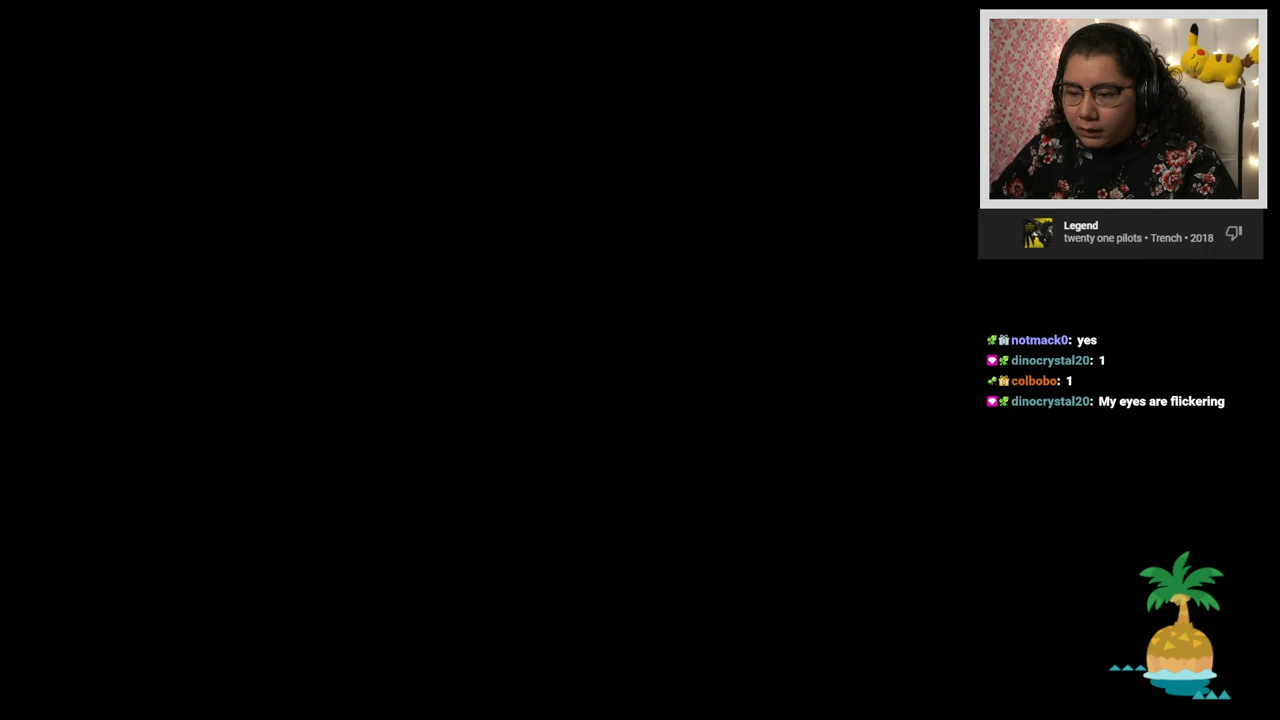 Legend
twenty one pilots • Trench • 2018
notmack0: yes
dinocrystal20: 1
colbobo: 1
dinocrystal20: My eyes are flickering